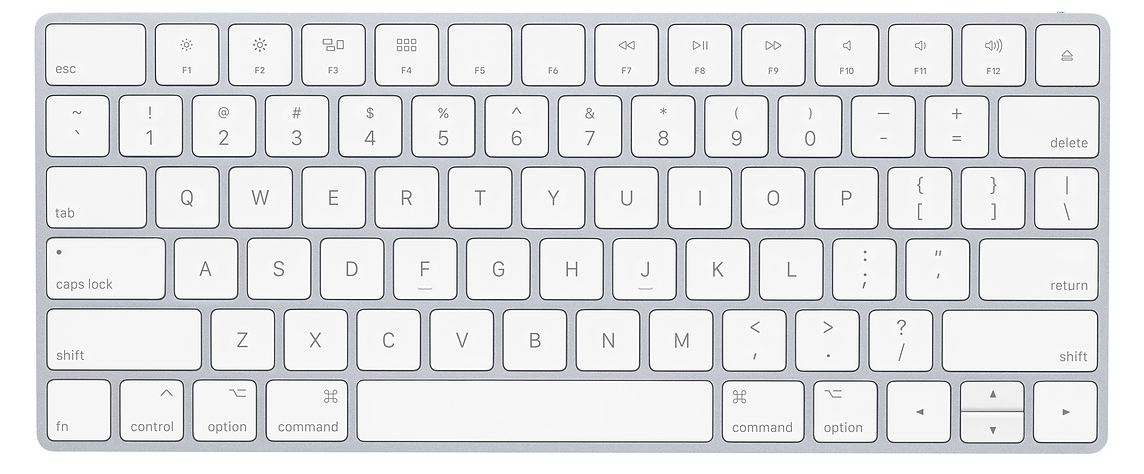 esc F1 F2 F3 F4 F5 F6 F7 F8 F9 F10 F11 F12
~ ! @ # $ % ^ & * ( ) — +
` 1 2 3 4 5 6 7 8 9 0 - = delete
tab Q W E R T Y U I O P { } |
[ ] \
caps lock A S D F G H J K L : "
; ' return
shift Z X C V B N M < > ?
, . / shift
fn control option command command option